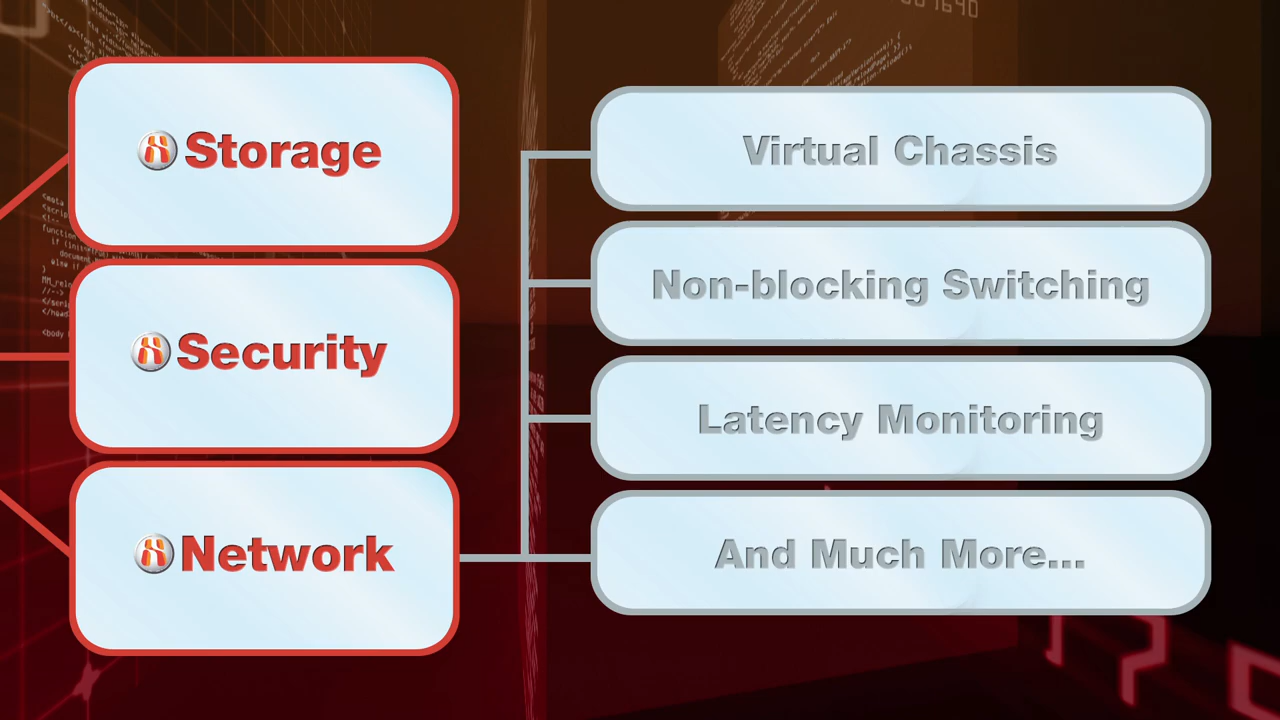 Storage
Security
Network
Virtual Chassis
Non-blocking Switching
Latency Monitoring
And Much More...